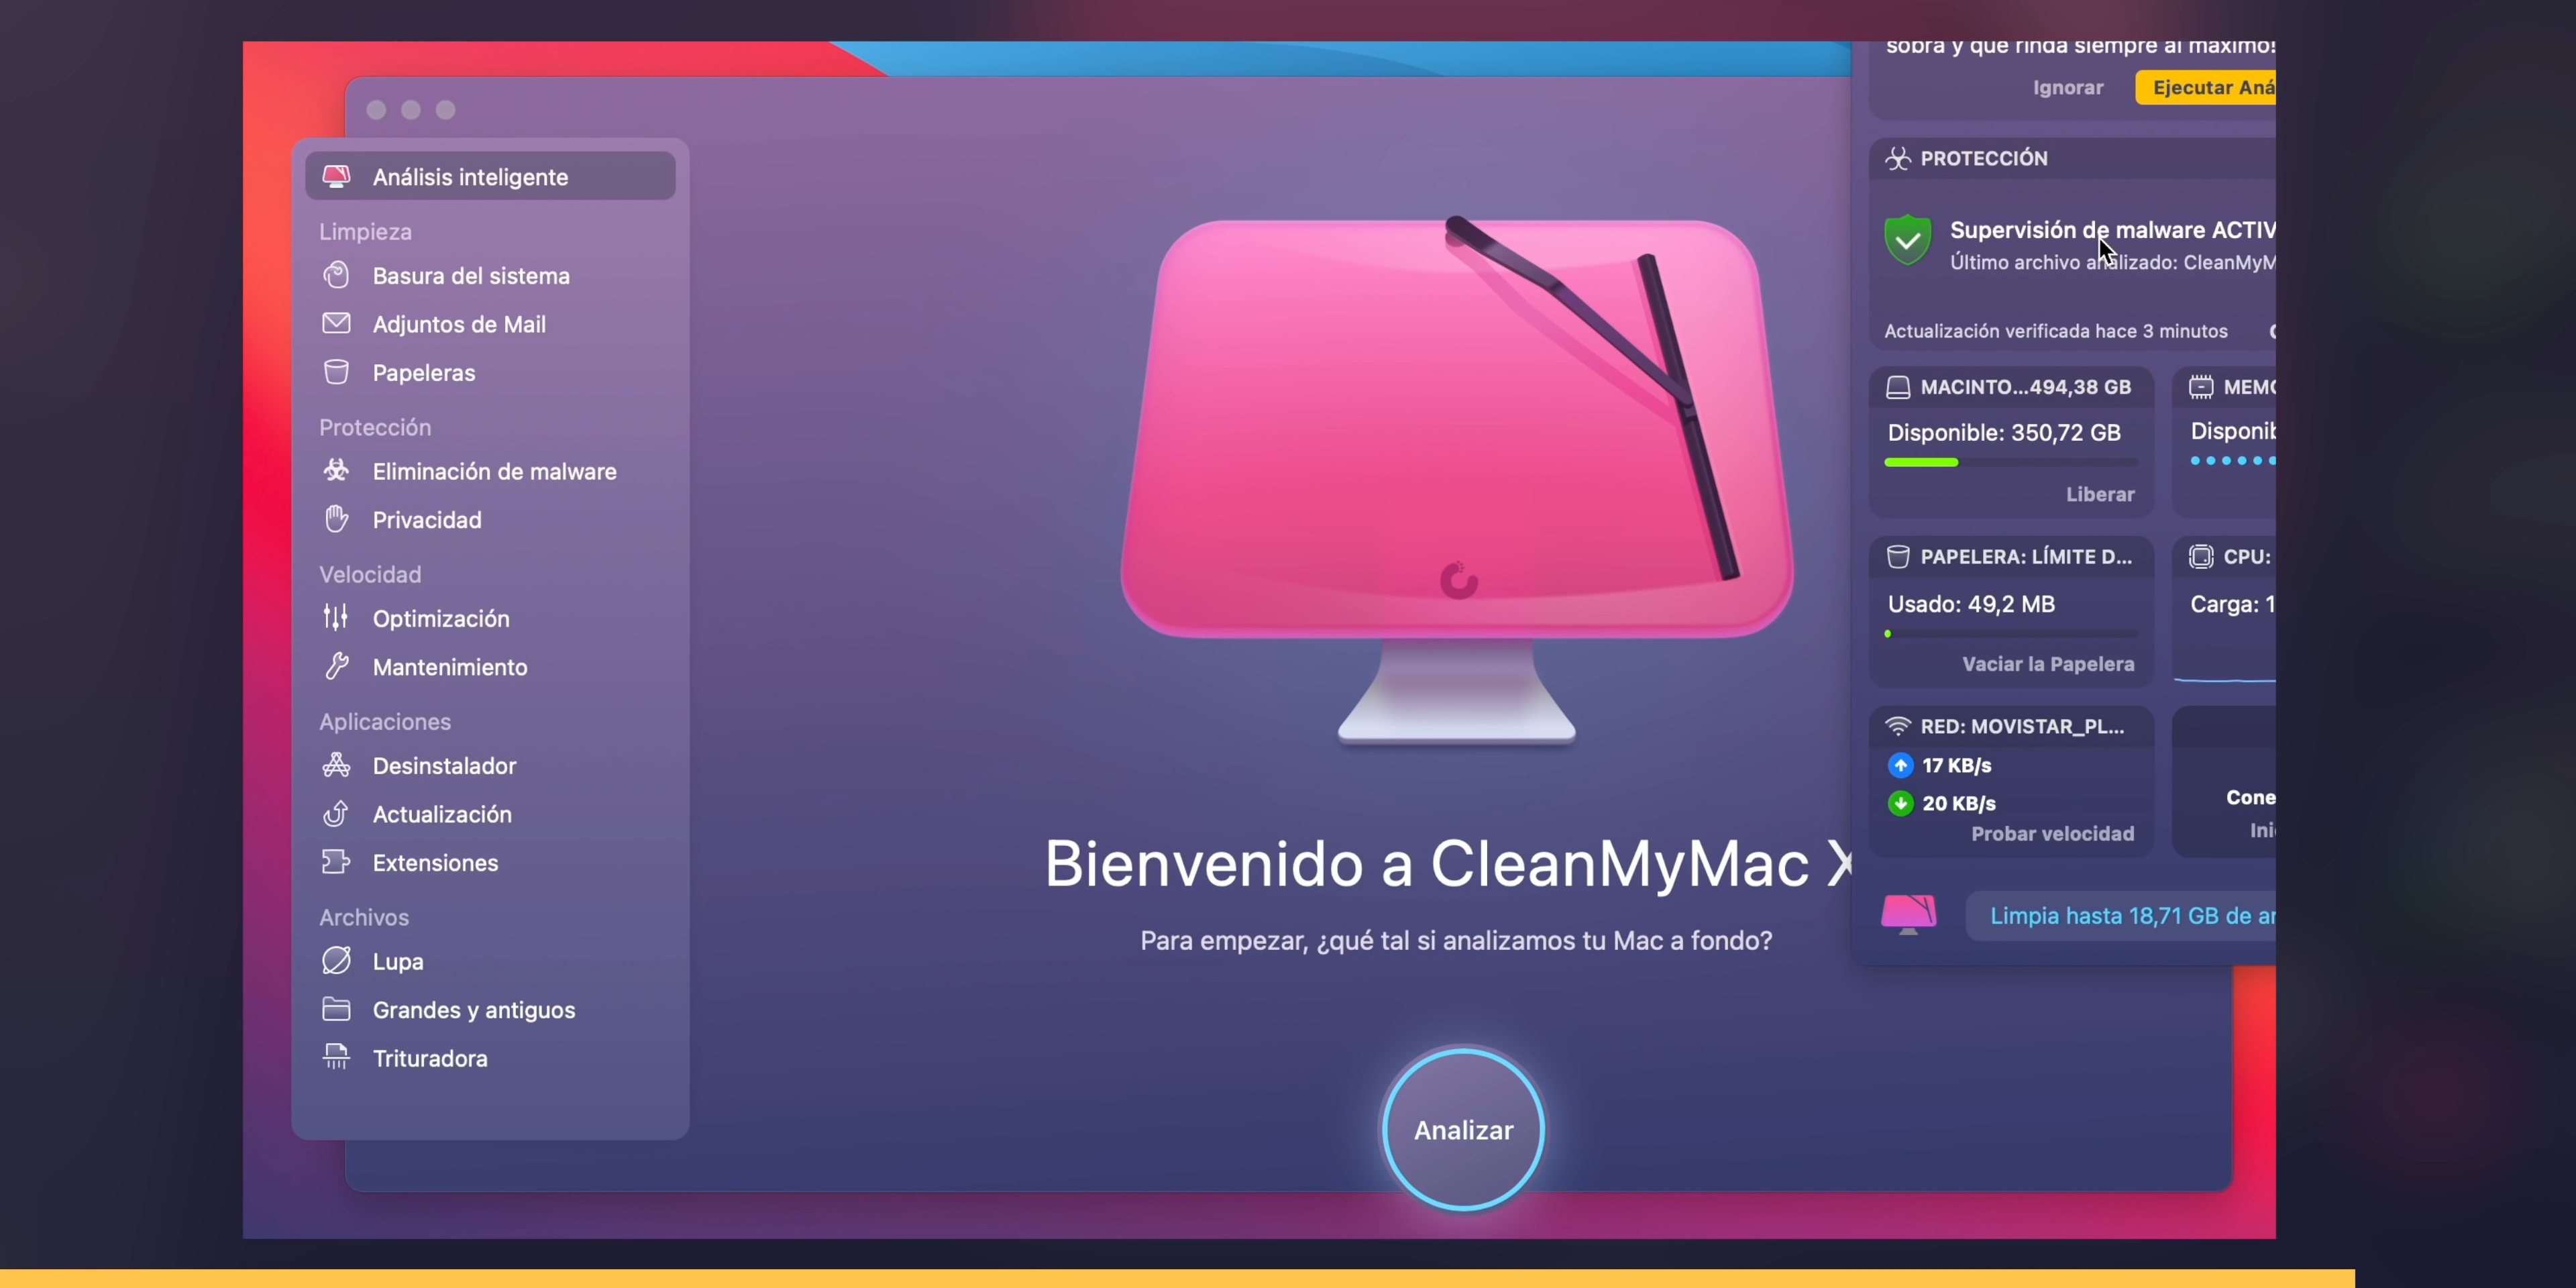 Análisis inteligente
Limpieza
Basura del sistema
Adjuntos de Mail
Papeleras
Protección
Eliminación de malware
Privacidad
Velocidad
Optimización
Mantenimiento
Aplicaciones
Desinstalador
Actualización
Extensiones
Archivos
Lupa
Grandes y antiguos
Trituradora
Bienvenido a CleanMyMac X
Para empezar, ¿qué tal si analizamos tu Mac a fondo?
Analizar
sobra y que rinda siempre al máximo!
Ignorar
Ejecutar Aná
PROTECCIÓN
Supervisión de malware ACTIV
Último archivo analizado: CleanMyM
Actualización verificada hace 3 minutos
MACINTO...494,38 GB
Disponible: 350,72 GB
Liberar
MEMO
Disponib
PAPELERA: LÍMITE D...
Usado: 49,2 MB
Vaciar la Papelera
CPU:
Carga: 1
RED: MOVISTAR_PL...
17 KB/s
20 KB/s
Probar velocidad
Cone
Ini
Limpia hasta 18,71 GB de ar